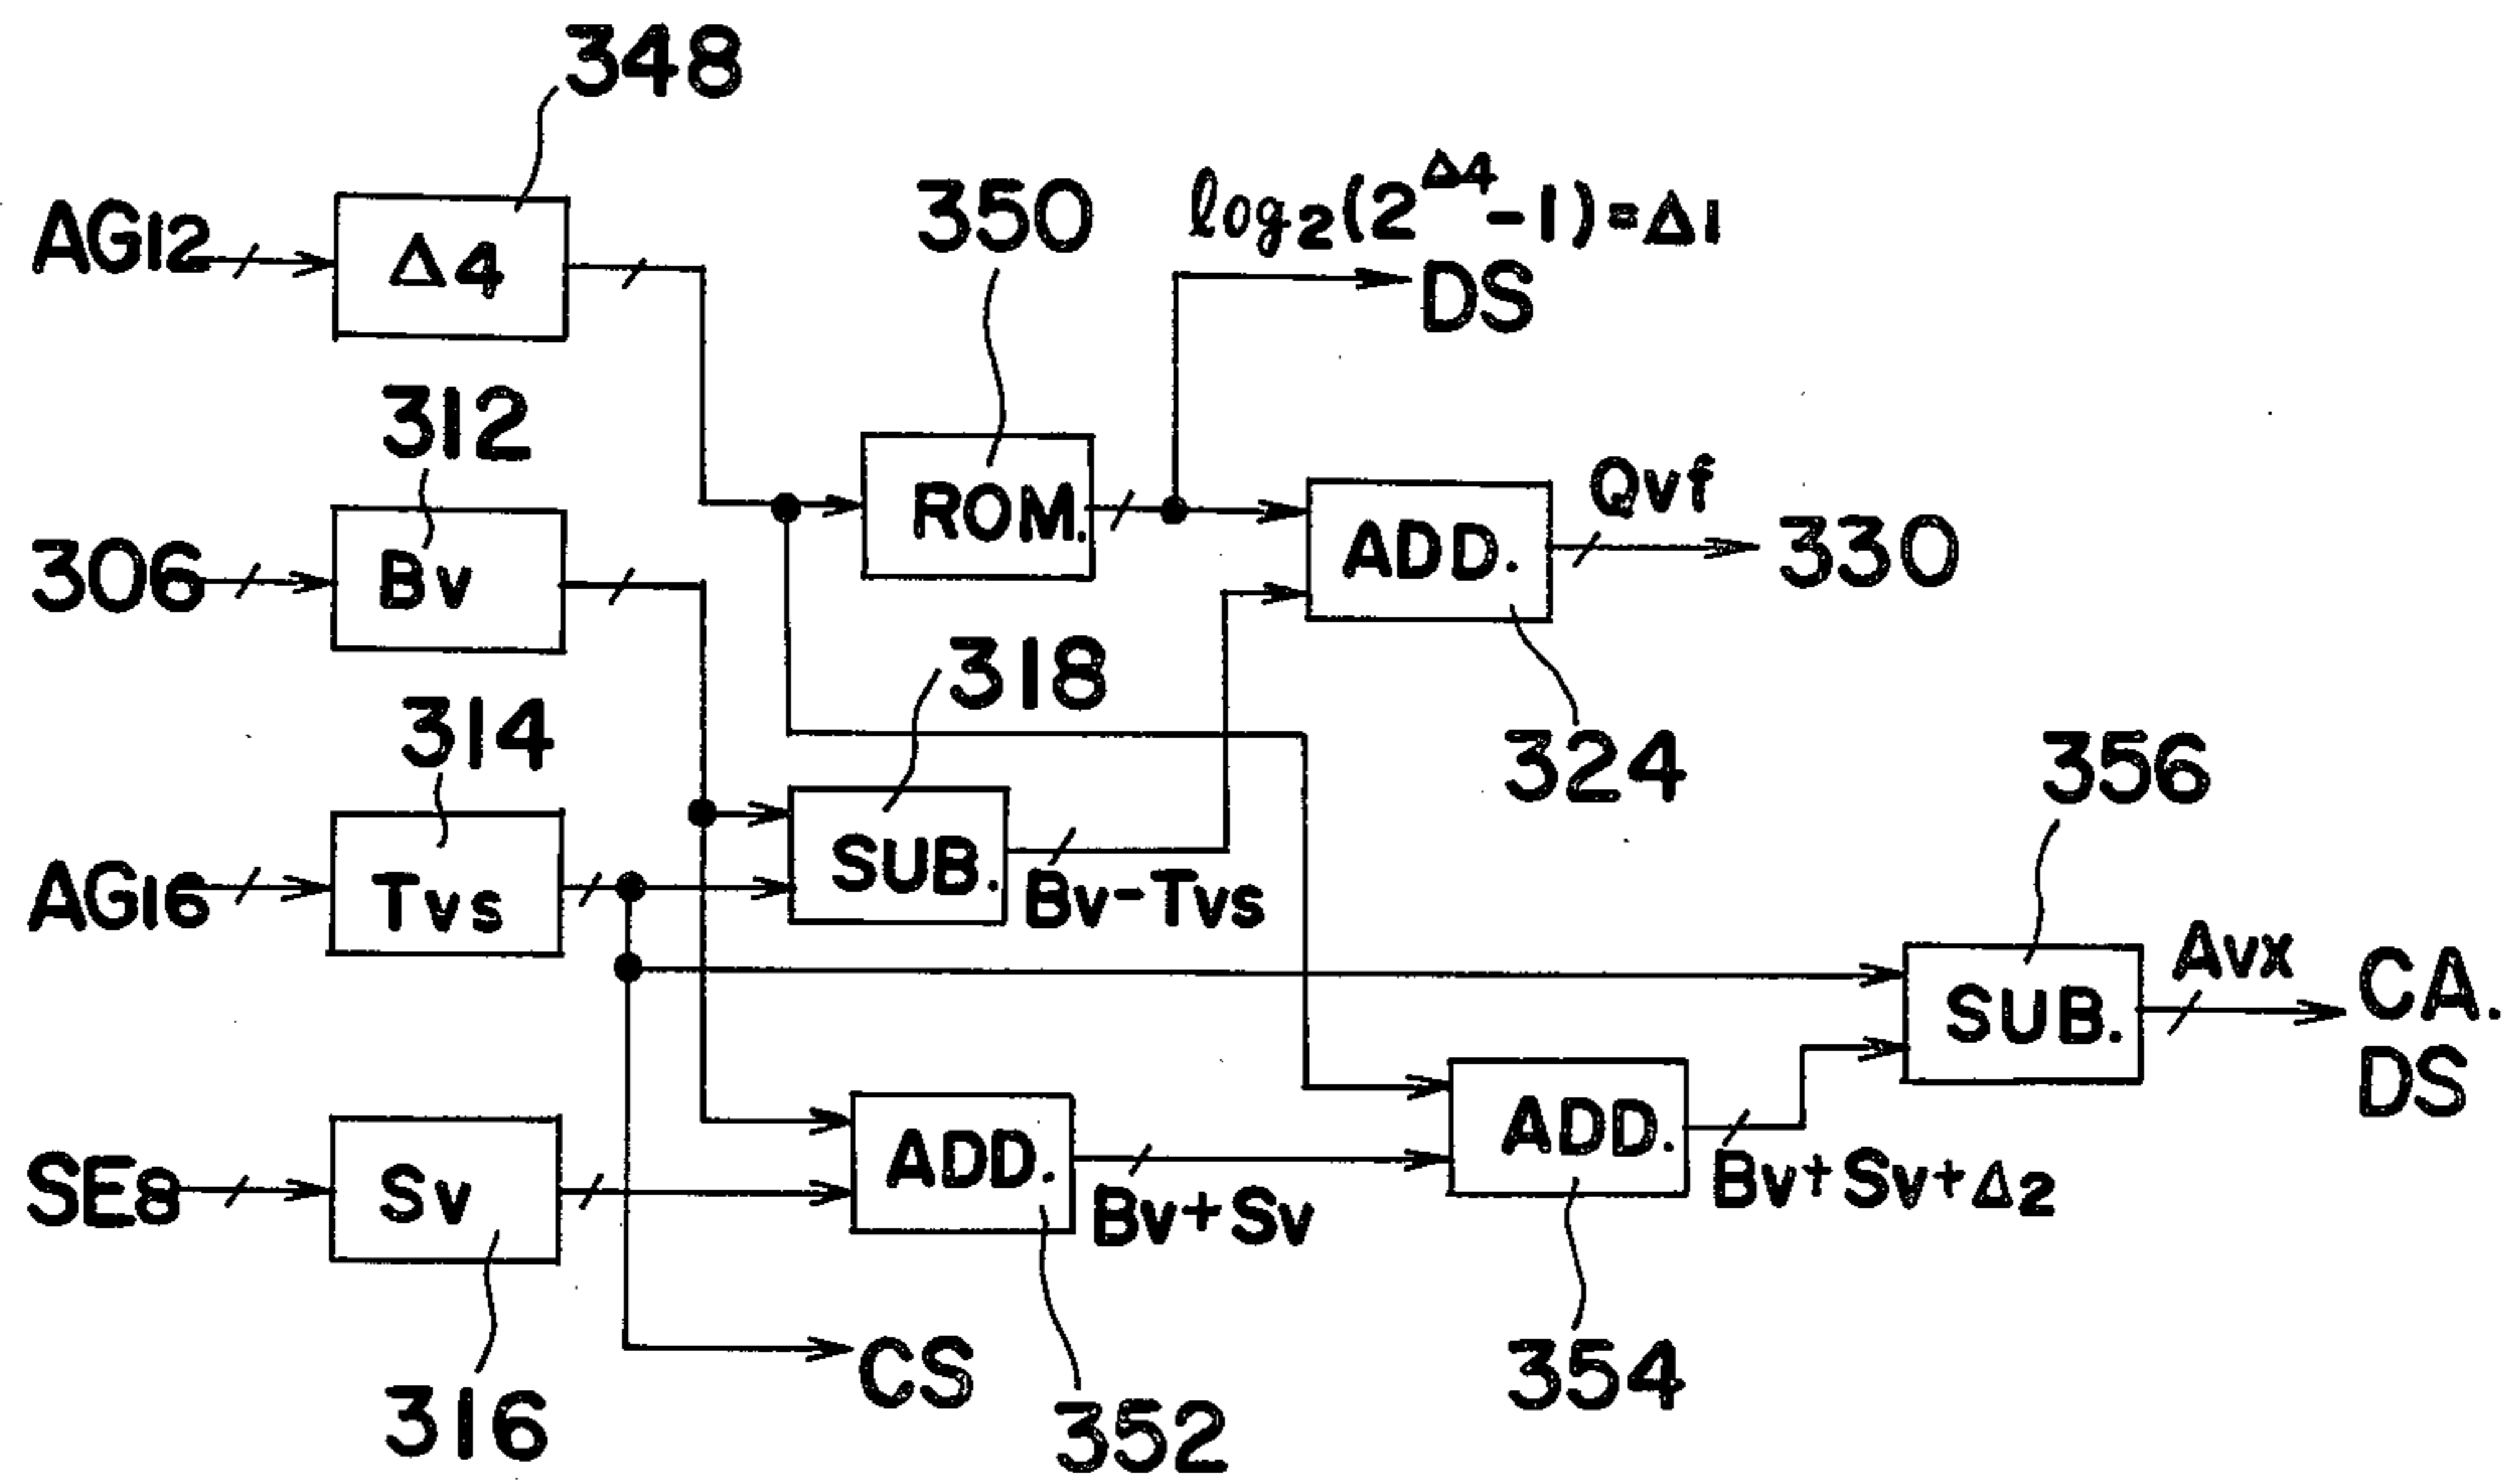 348
AG12
Δ4
350
log2(2^Δ4-1)=Δ1
DS
312
306
Bv
ROM.
ADD.
Qvf
330
318
324
314
AG16
Tvs
SUB.
Bv-Tvs
356
SUB.
Avx
CA.
DS
SE8
Sv
ADD.
Bv+Sv
ADD.
Bv+Sv+Δ2
316
CS
352
354